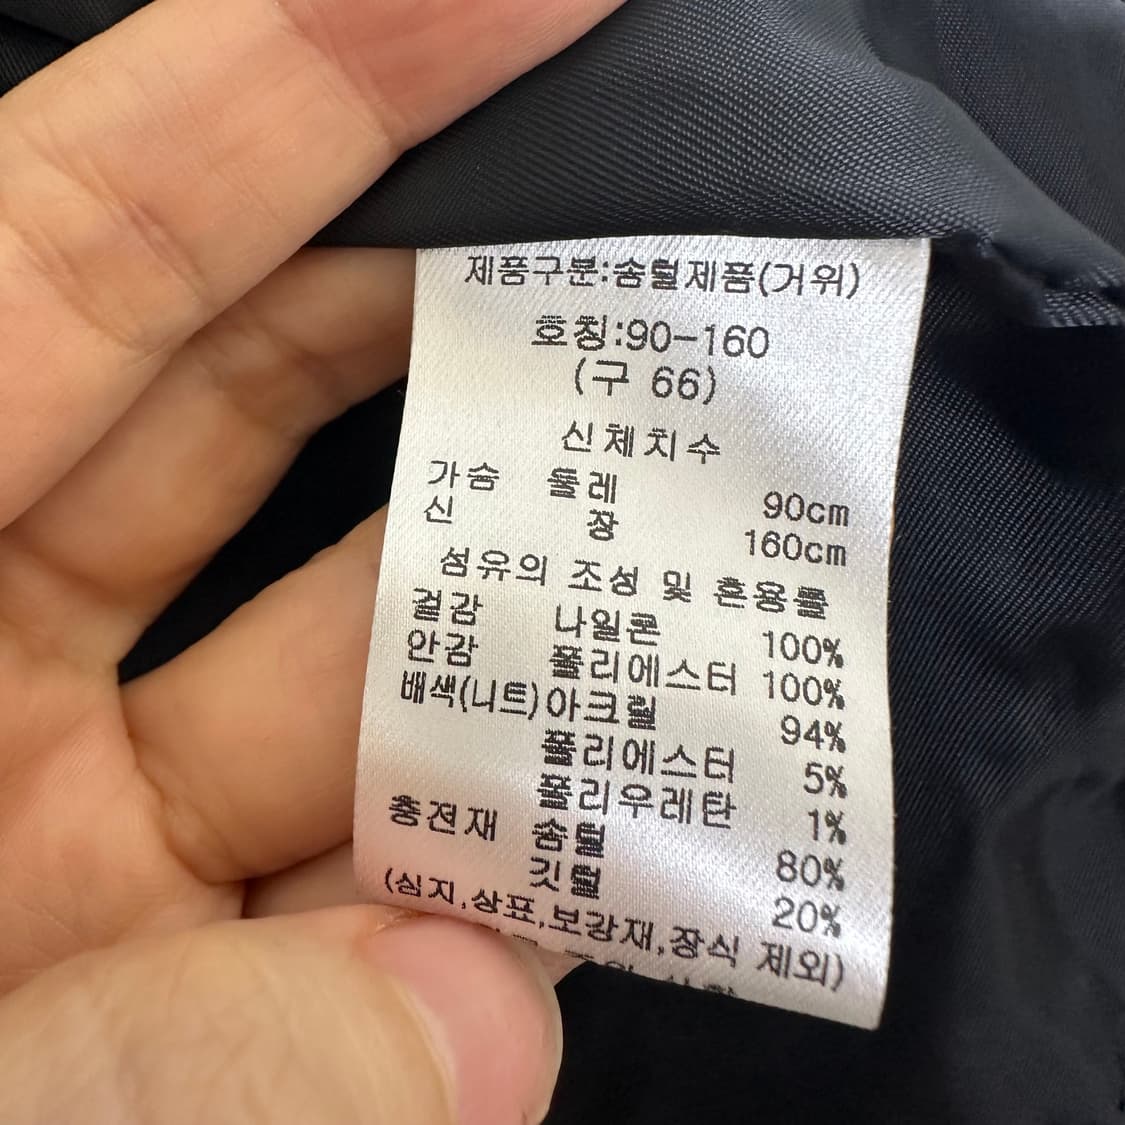 제품구분:솜털제품(거위)
호칭:90-160
(구 66)
신체치수
가슴 둘레 90cm
신 장 160cm
섬유의 조성 및 혼용률
겉감 나일론 100%
안감 폴리에스터 100%
배색(니트) 아크릴 94%
폴리에스터 5%
폴리우레탄 1%
충전재 솜털 80%
깃털 20%
(심지,상표,보강재,장식 제외)